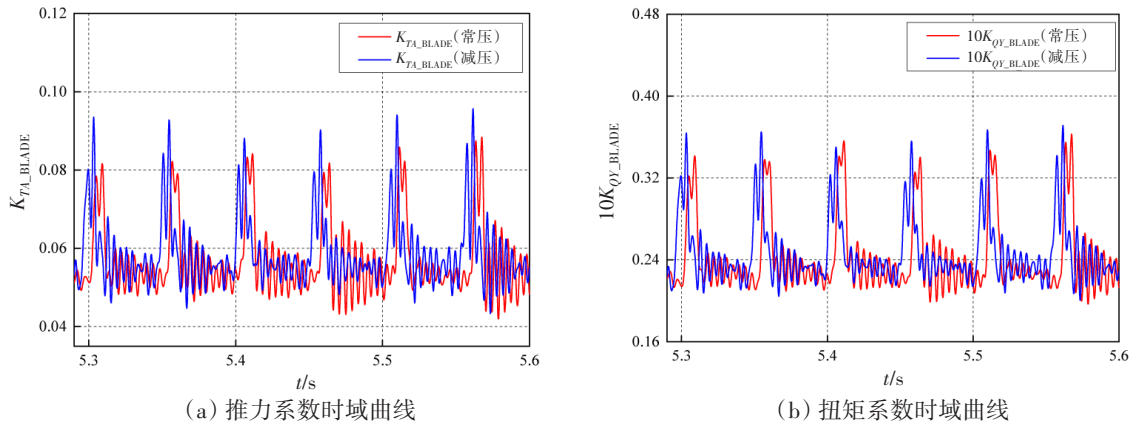 0.12
0.10
0.08
0.06
0.04
K_TA_BLADE
K_TA_BLADE(常压)
K_TA_BLADE(减压)
5.3 5.4 5.5 5.6
t/s
(a) 推力系数时域曲线
0.48
0.40
0.32
0.24
0.16
10K_QY_BLADE
10K_QY_BLADE(常压)
10K_QY_BLADE(减压)
5.3 5.4 5.5 5.6
t/s
(b) 扭矩系数时域曲线